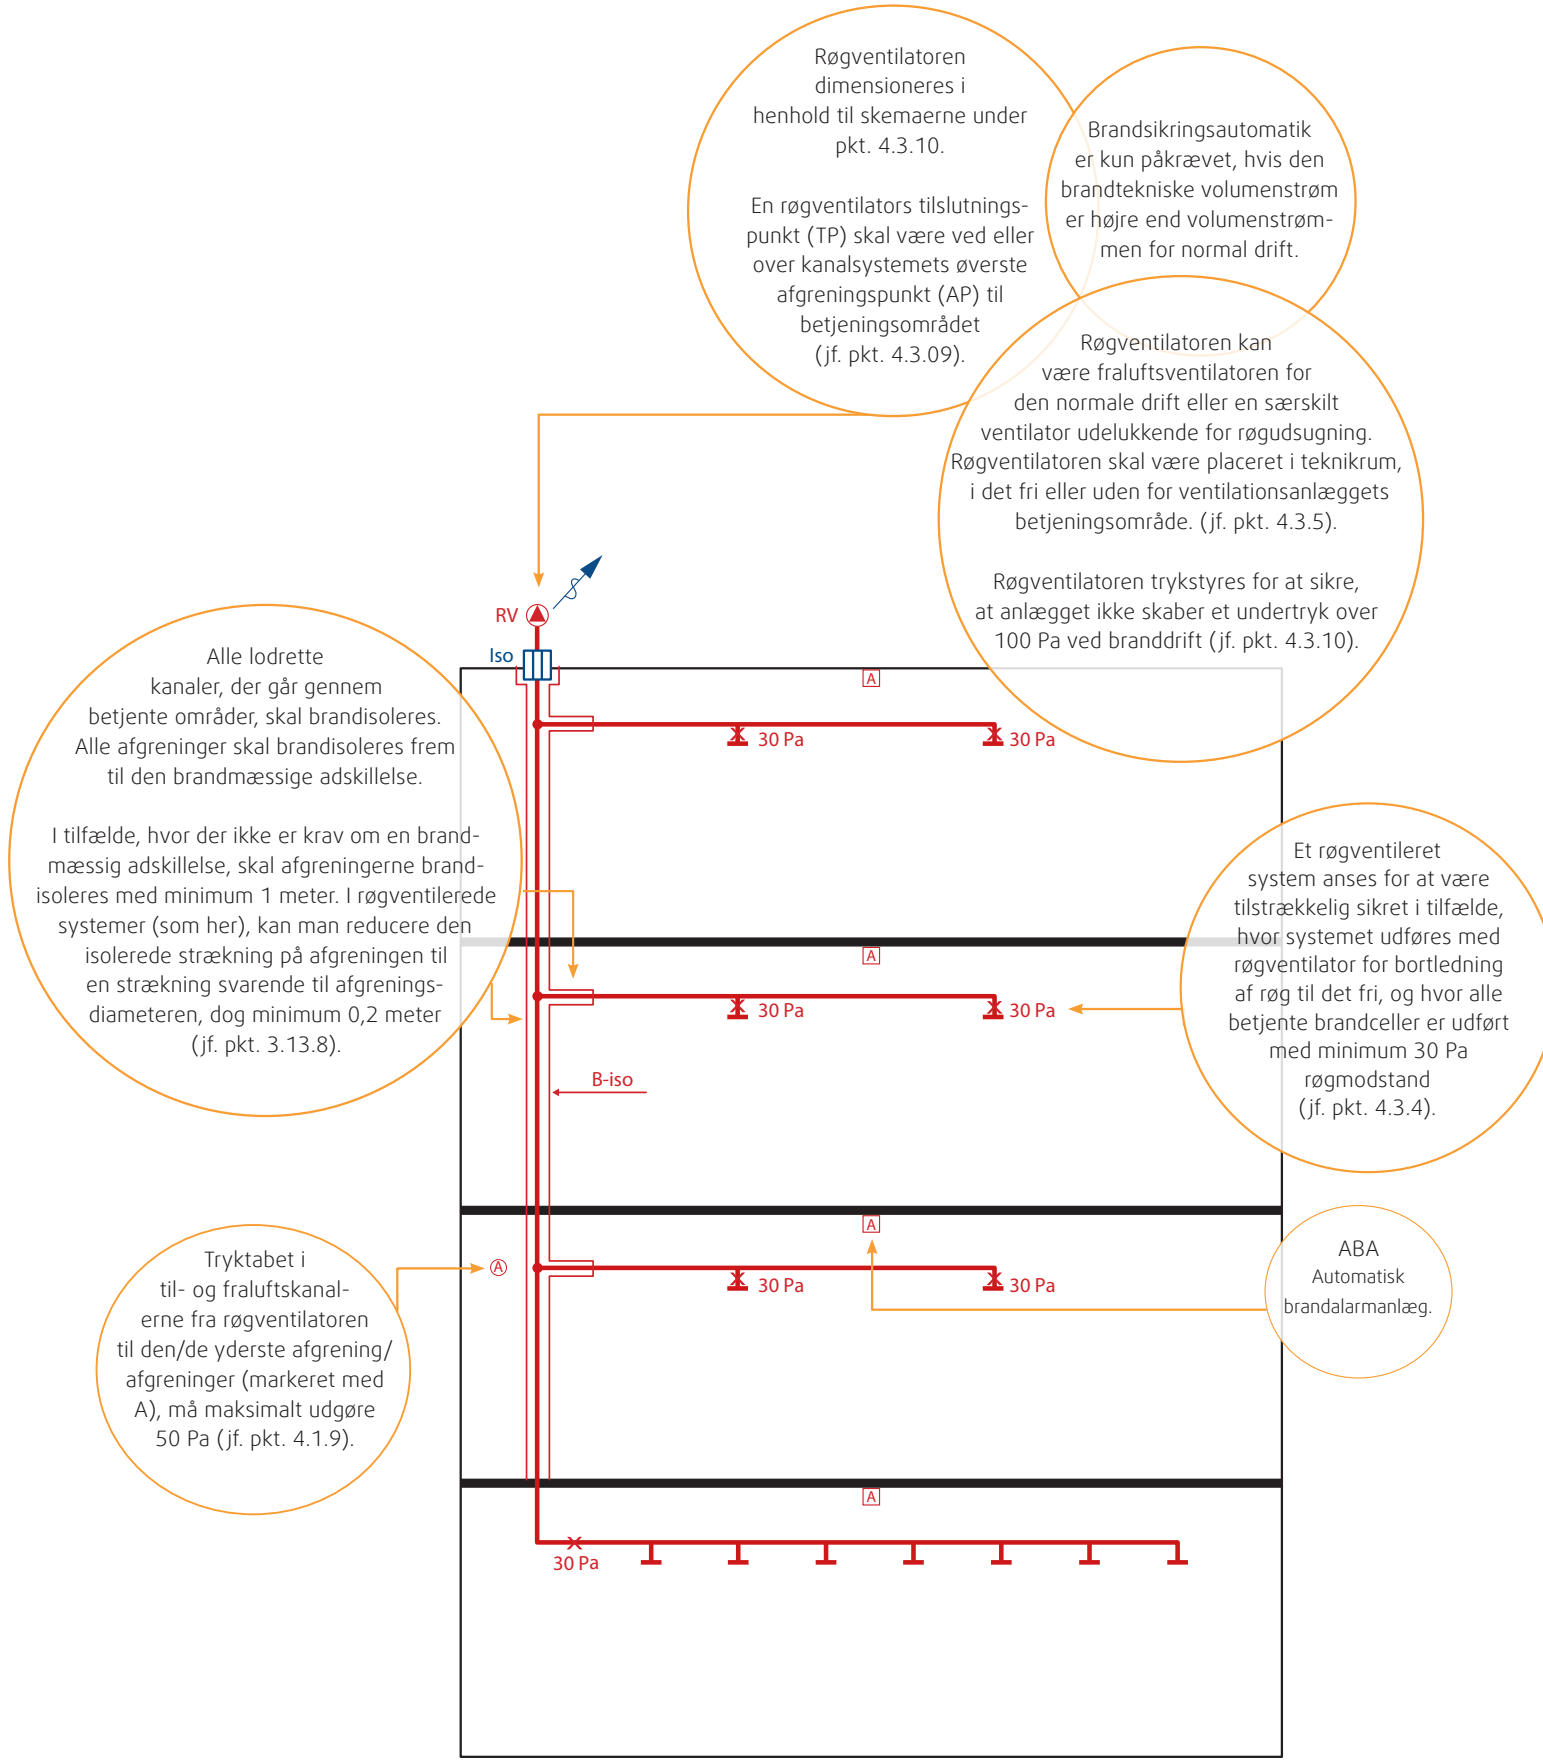 Røgventilatoren
dimensioneres i
henhold til skemaerne under
pkt. 4.3.10.
En røgventilators tilslutnings-
punkt (TP) skal være ved eller
over kanalsystemets øverste
afgreningspunkt (AP) til
betjeningsområdet
(jf. pkt. 4.3.09).
Brandsikringsautomatik
er kun påkrævet, hvis den
brandtekniske volumenstrøm
er højre end volumenstrøm-
men for normal drift.
Røgventilatoren kan
være fraluftsventilatoren for
den normale drift eller en særskilt
ventilator udelukkende for røgudsugning.
Røgventilatoren skal være placeret i teknikrum,
i det fri eller uden for ventilationsanlæggets
betjeningsområde. (jf. pkt. 4.3.5).
Røgventilatoren trykstyres for at sikre,
at anlægget ikke skaber et undertryk over
100 Pa ved branddrift (jf. pkt. 4.3.10).
RV
Iso
A
30 Pa
30 Pa
Alle lodrette
kanaler, der går gennem
betjente områder, skal brandisoleres.
Alle afgreninger skal brandisoleres frem
til den brandmæssige adskillelse.
I tilfælde, hvor der ikke er krav om en brand-
mæssig adskillelse, skal afgreningerne brand-
isoleres med minimum 1 meter. I røgventilerede
systemer (som her), kan man reducere den
isolerede strækning på afgreningen til
en strækning svarende til afgrenings-
diameteren, dog minimum 0,2 meter
(jf. pkt. 3.13.8).
A
30 Pa
30 Pa
Et røgventileret
system anses for at være
tilstrækkelig sikret i tilfælde,
hvor systemet udføres med
røgventilator for bortledning
af røg til det fri, og hvor alle
betjente brandceller er udført
med minimum 30 Pa
røgmodstand
(jf. pkt. 4.3.4).
B-iso
A
A
30 Pa
30 Pa
ABA
Automatisk
brandalarmanlæg.
Tryktabet i
til- og fraluftskanal-
erne fra røgventilatoren
til den/de yderste afgrening/
afgreninger (markeret med
A), må maksimalt udgøre
50 Pa (jf. pkt. 4.1.9).
A
30 Pa